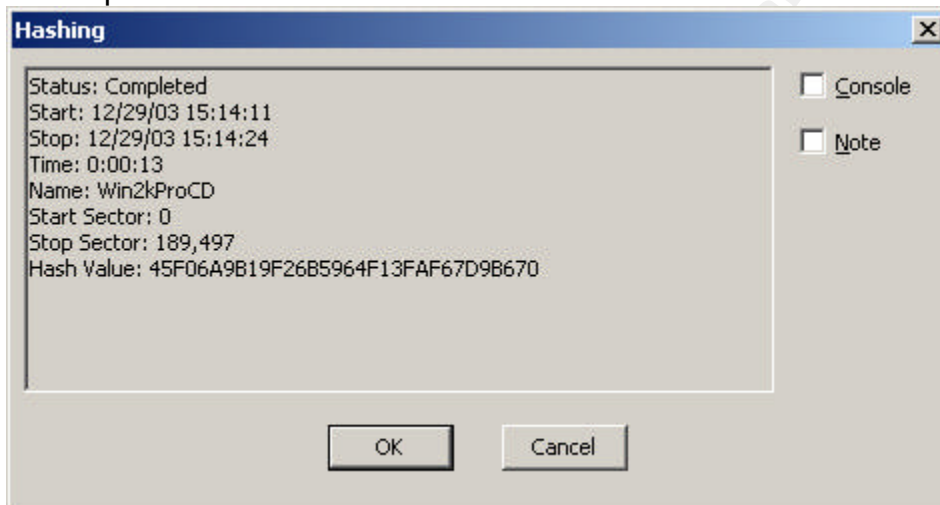 Hashing
Status: Completed
Start: 12/29/03 15:14:11
Stop: 12/29/03 15:14:24
Time: 0:00:13
Name: Win2kProCD
Start Sector: 0
Stop Sector: 189,497
Hash Value: 45F06A9B19F26B5964F13FAF67D9B670
Console
Note
OK
Cancel